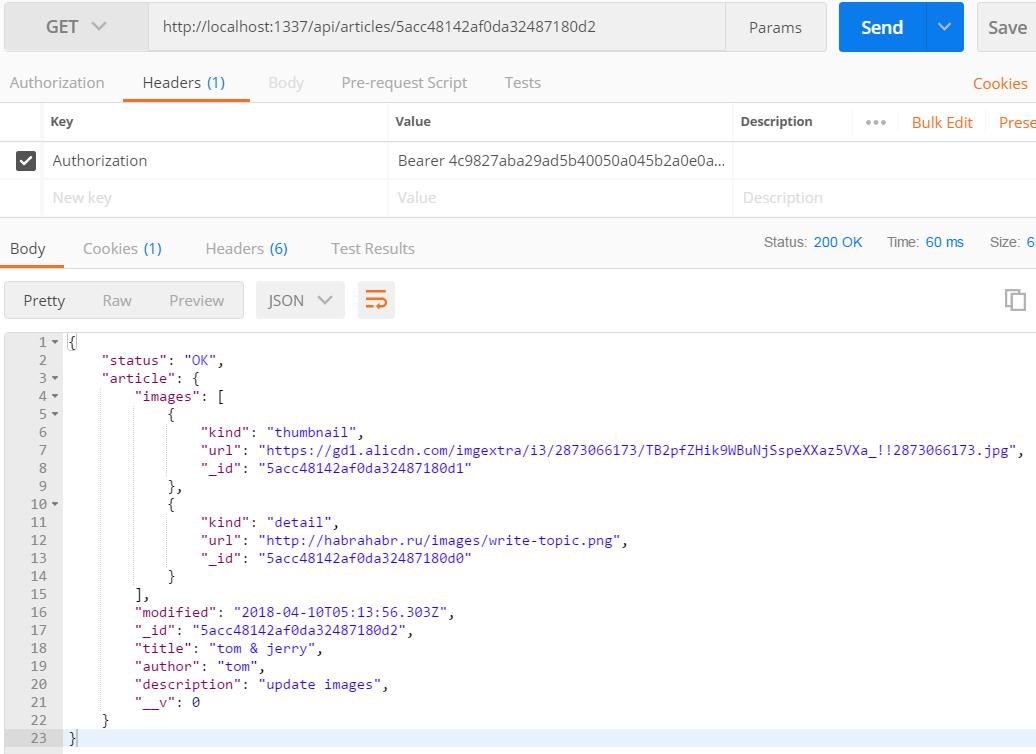 GET http://localhost:1337/api/articles/5acc48142af0da32487180d2 Params Send Save
Authorization Headers (1) Body Pre-request Script Tests Cookies
Key Value Description ••• Bulk Edit Prese
Authorization Bearer 4c9827aba29ad5b40050a045b2a0e0a...
New key Value Description
Body Cookies (1) Headers (6) Test Results Status: 200 OK Time: 60 ms Size: 6
Pretty Raw Preview JSON
1 {
2 "status": "OK",
3 "article": {
4 "images": [
5 {
6 "kind": "thumbnail",
7 "url": "https://gd1.alicdn.com/imgextra/i3/2873066173/TB2pfZHik9WBuNjSspeXXaz5VXa_!!2873066173.jpg",
8 "_id": "5acc48142af0da32487180d1"
9 },
10 {
11 "kind": "detail",
12 "url": "http://habrahabr.ru/images/write-topic.png",
13 "_id": "5acc48142af0da32487180d0"
14 }
15 ],
16 "modified": "2018-04-10T05:13:56.303Z",
17 "_id": "5acc48142af0da32487180d2",
18 "title": "tom & jerry",
19 "author": "tom",
20 "description": "update images",
21 "__v": 0
22 }
23 }